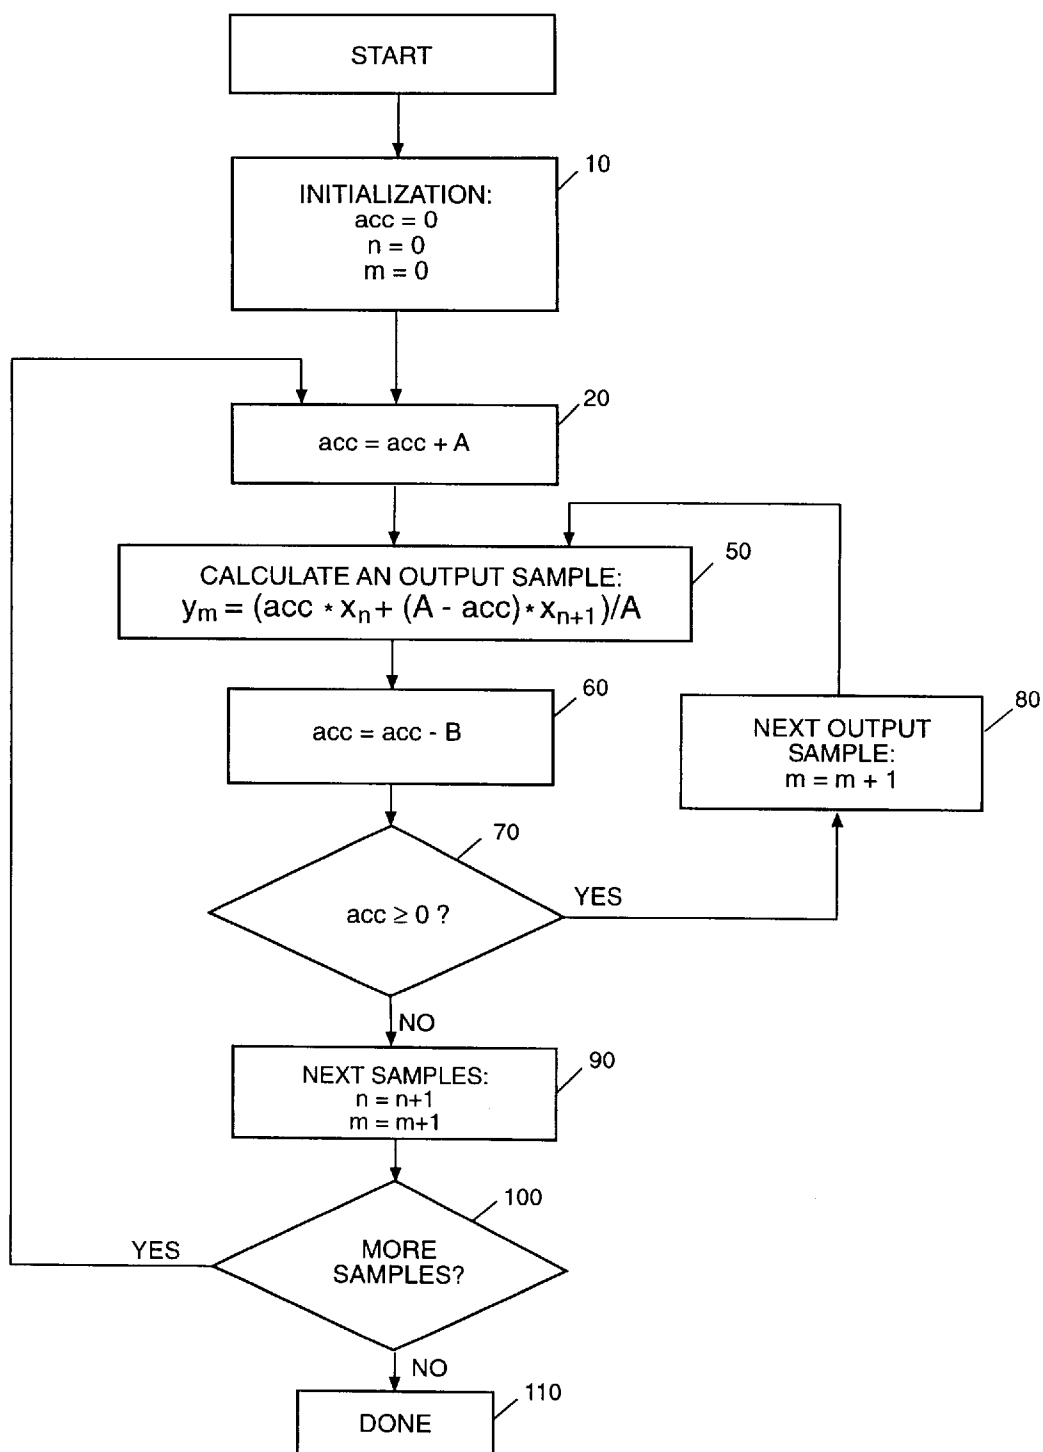 START
10
INITIALIZATION:
acc = 0
n = 0
m = 0
20
acc = acc + A
50
CALCULATE AN OUTPUT SAMPLE:
yₘ = (acc * xₙ + (A - acc) * xₙ₊₁)/A
60
acc = acc - B
80
NEXT OUTPUT
SAMPLE:
m = m + 1
70
acc ≥ 0 ?
YES
NO
90
NEXT SAMPLES:
n = n+1
m = m+1
100
YES
MORE
SAMPLES?
NO
110
DONE